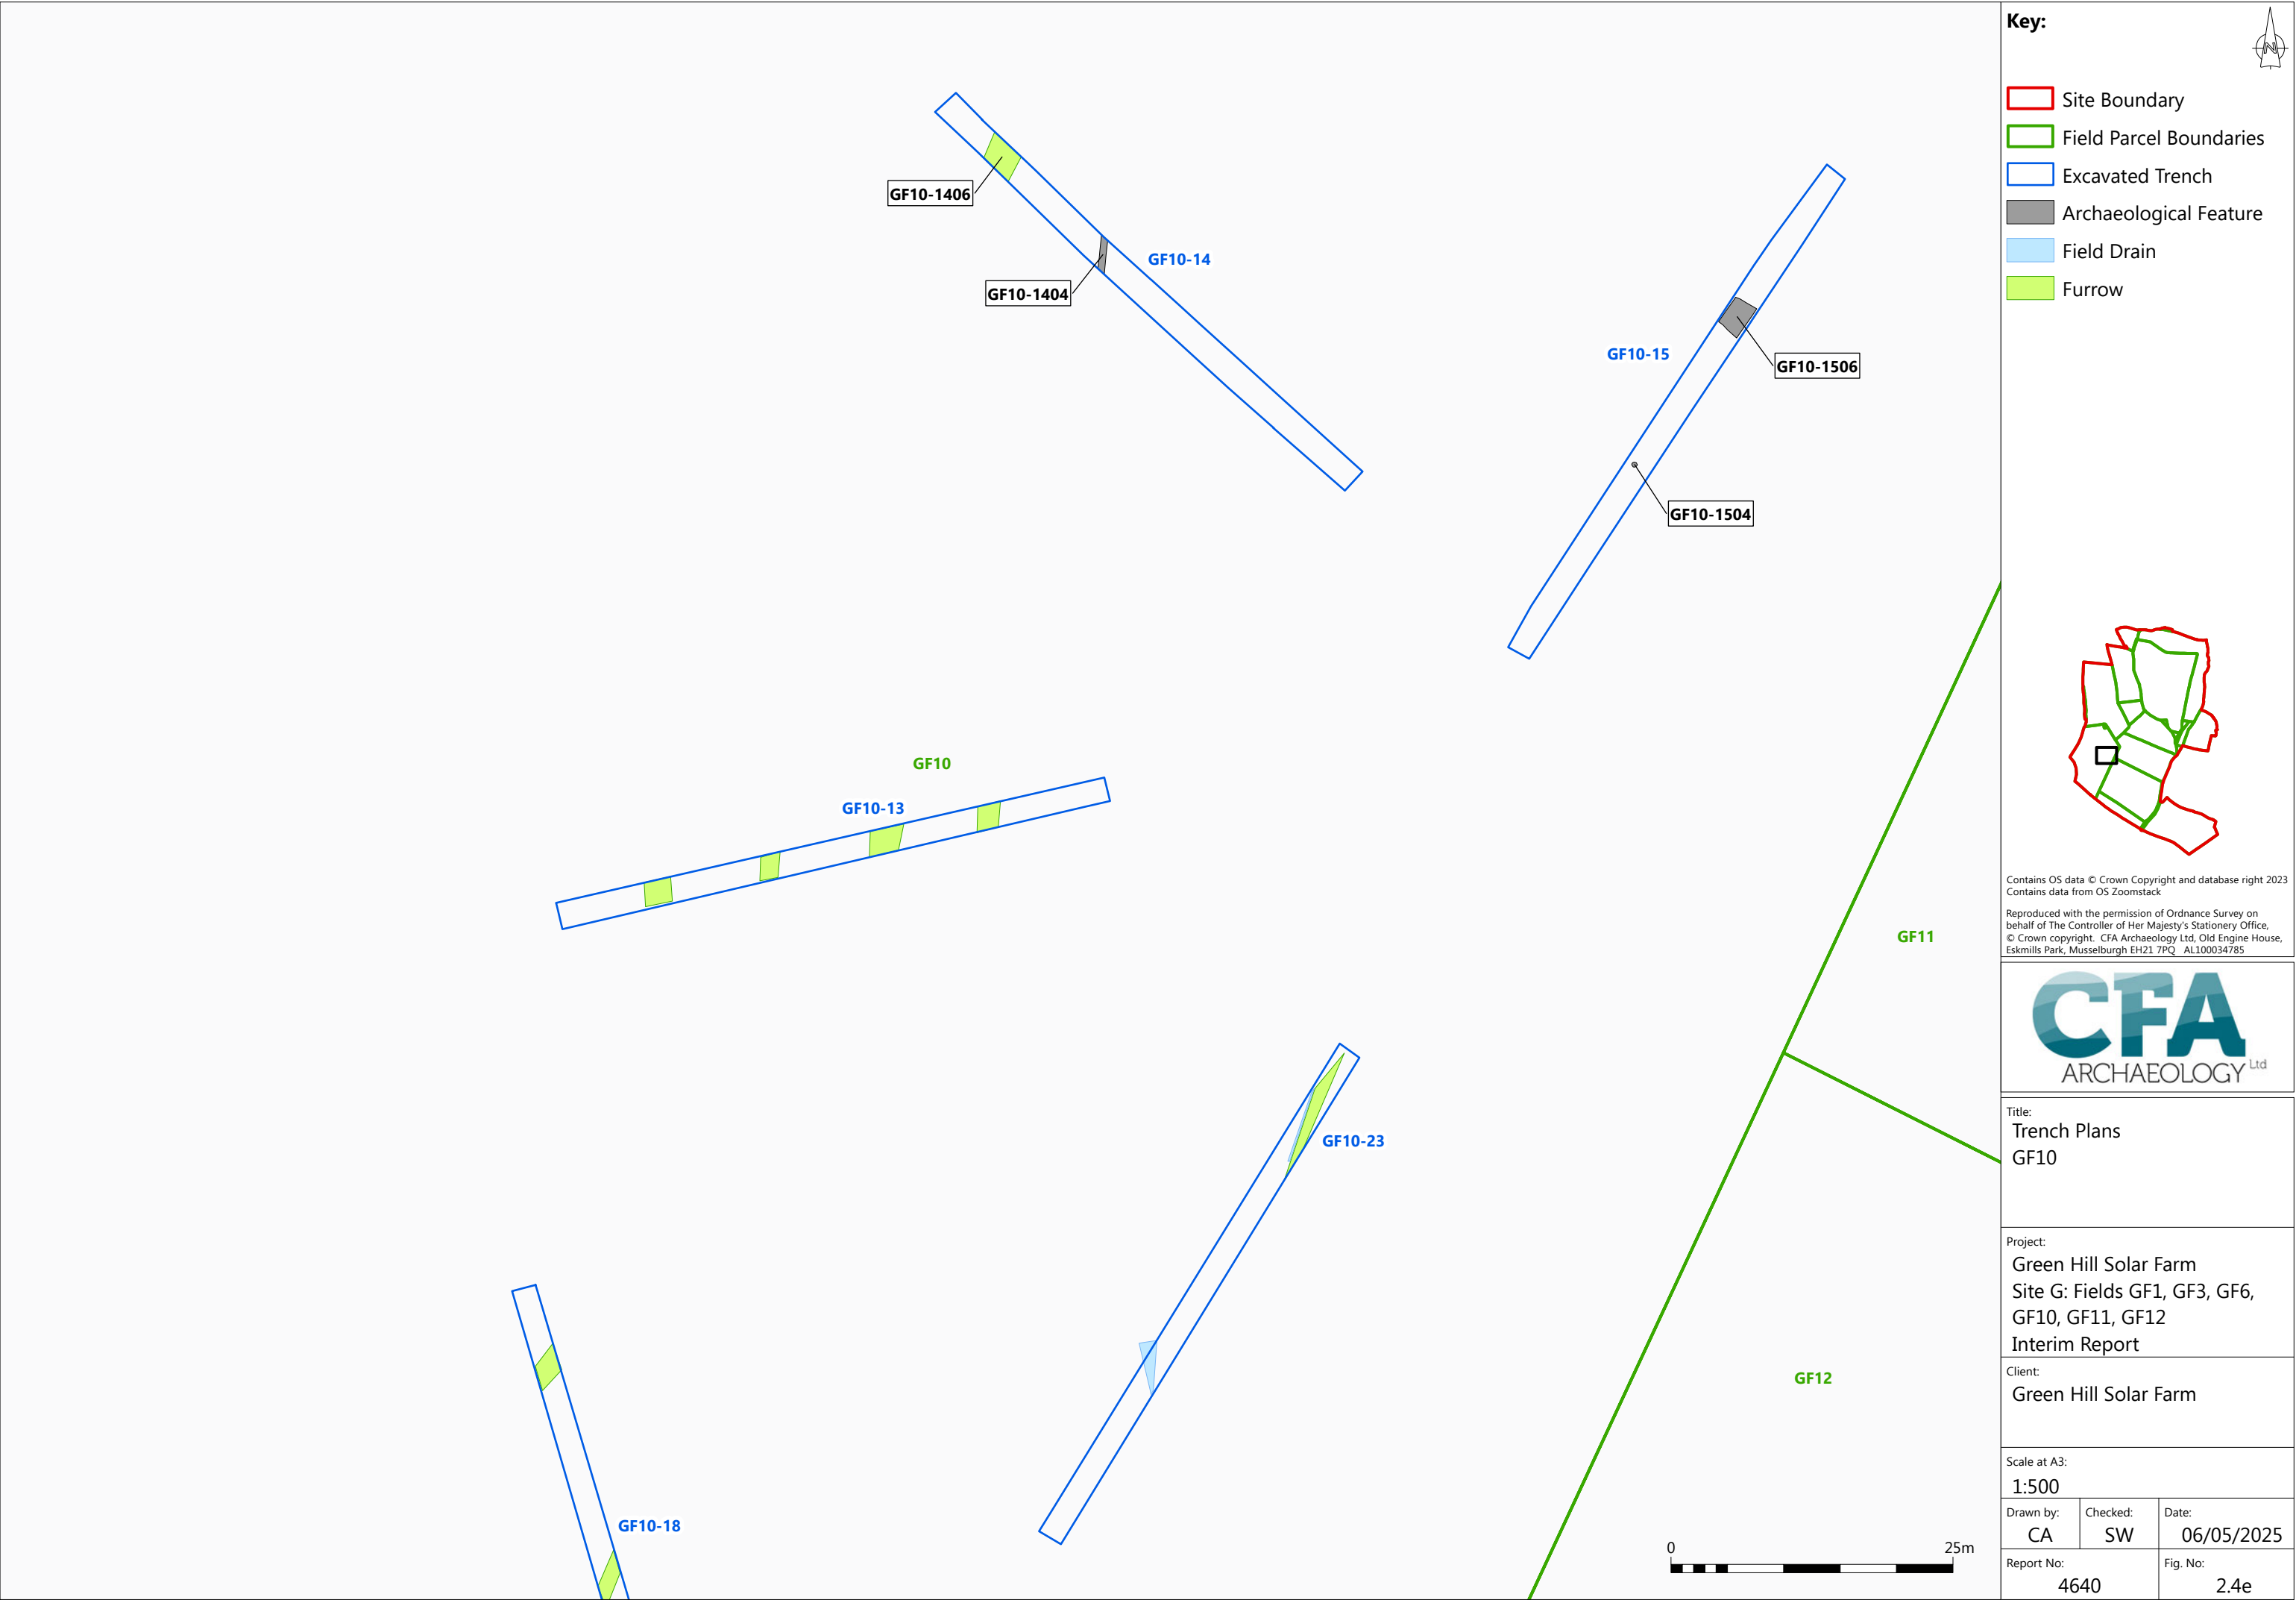 GF10-1406
GF10-14
GF10-1404
GF10-15
GF10-1506
GF10-1504
GF10
GF10-13
GF11
GF10-23
GF12
GF10-18
0 25m
Key:
N
Site Boundary
Field Parcel Boundaries
Excavated Trench
Archaeological Feature
Field Drain
Furrow
Contains OS data © Crown Copyright and database right 2023
Contains data from OS Zoomstack
Reproduced with the permission of Ordnance Survey on
behalf of The Controller of Her Majesty's Stationery Office,
© Crown copyright. CFA Archaeology Ltd, Old Engine House,
Eskmills Park, Musselburgh EH21 7PQ AL100034785
CFA
ARCHAEOLOGY Ltd
Title:
Trench Plans
GF10
Project:
Green Hill Solar Farm
Site G: Fields GF1, GF3, GF6,
GF10, GF11, GF12
Interim Report
Client:
Green Hill Solar Farm
Scale at A3:
1:500
Drawn by: Checked: Date:
CA SW 06/05/2025
Report No: Fig. No:
4640 2.4e